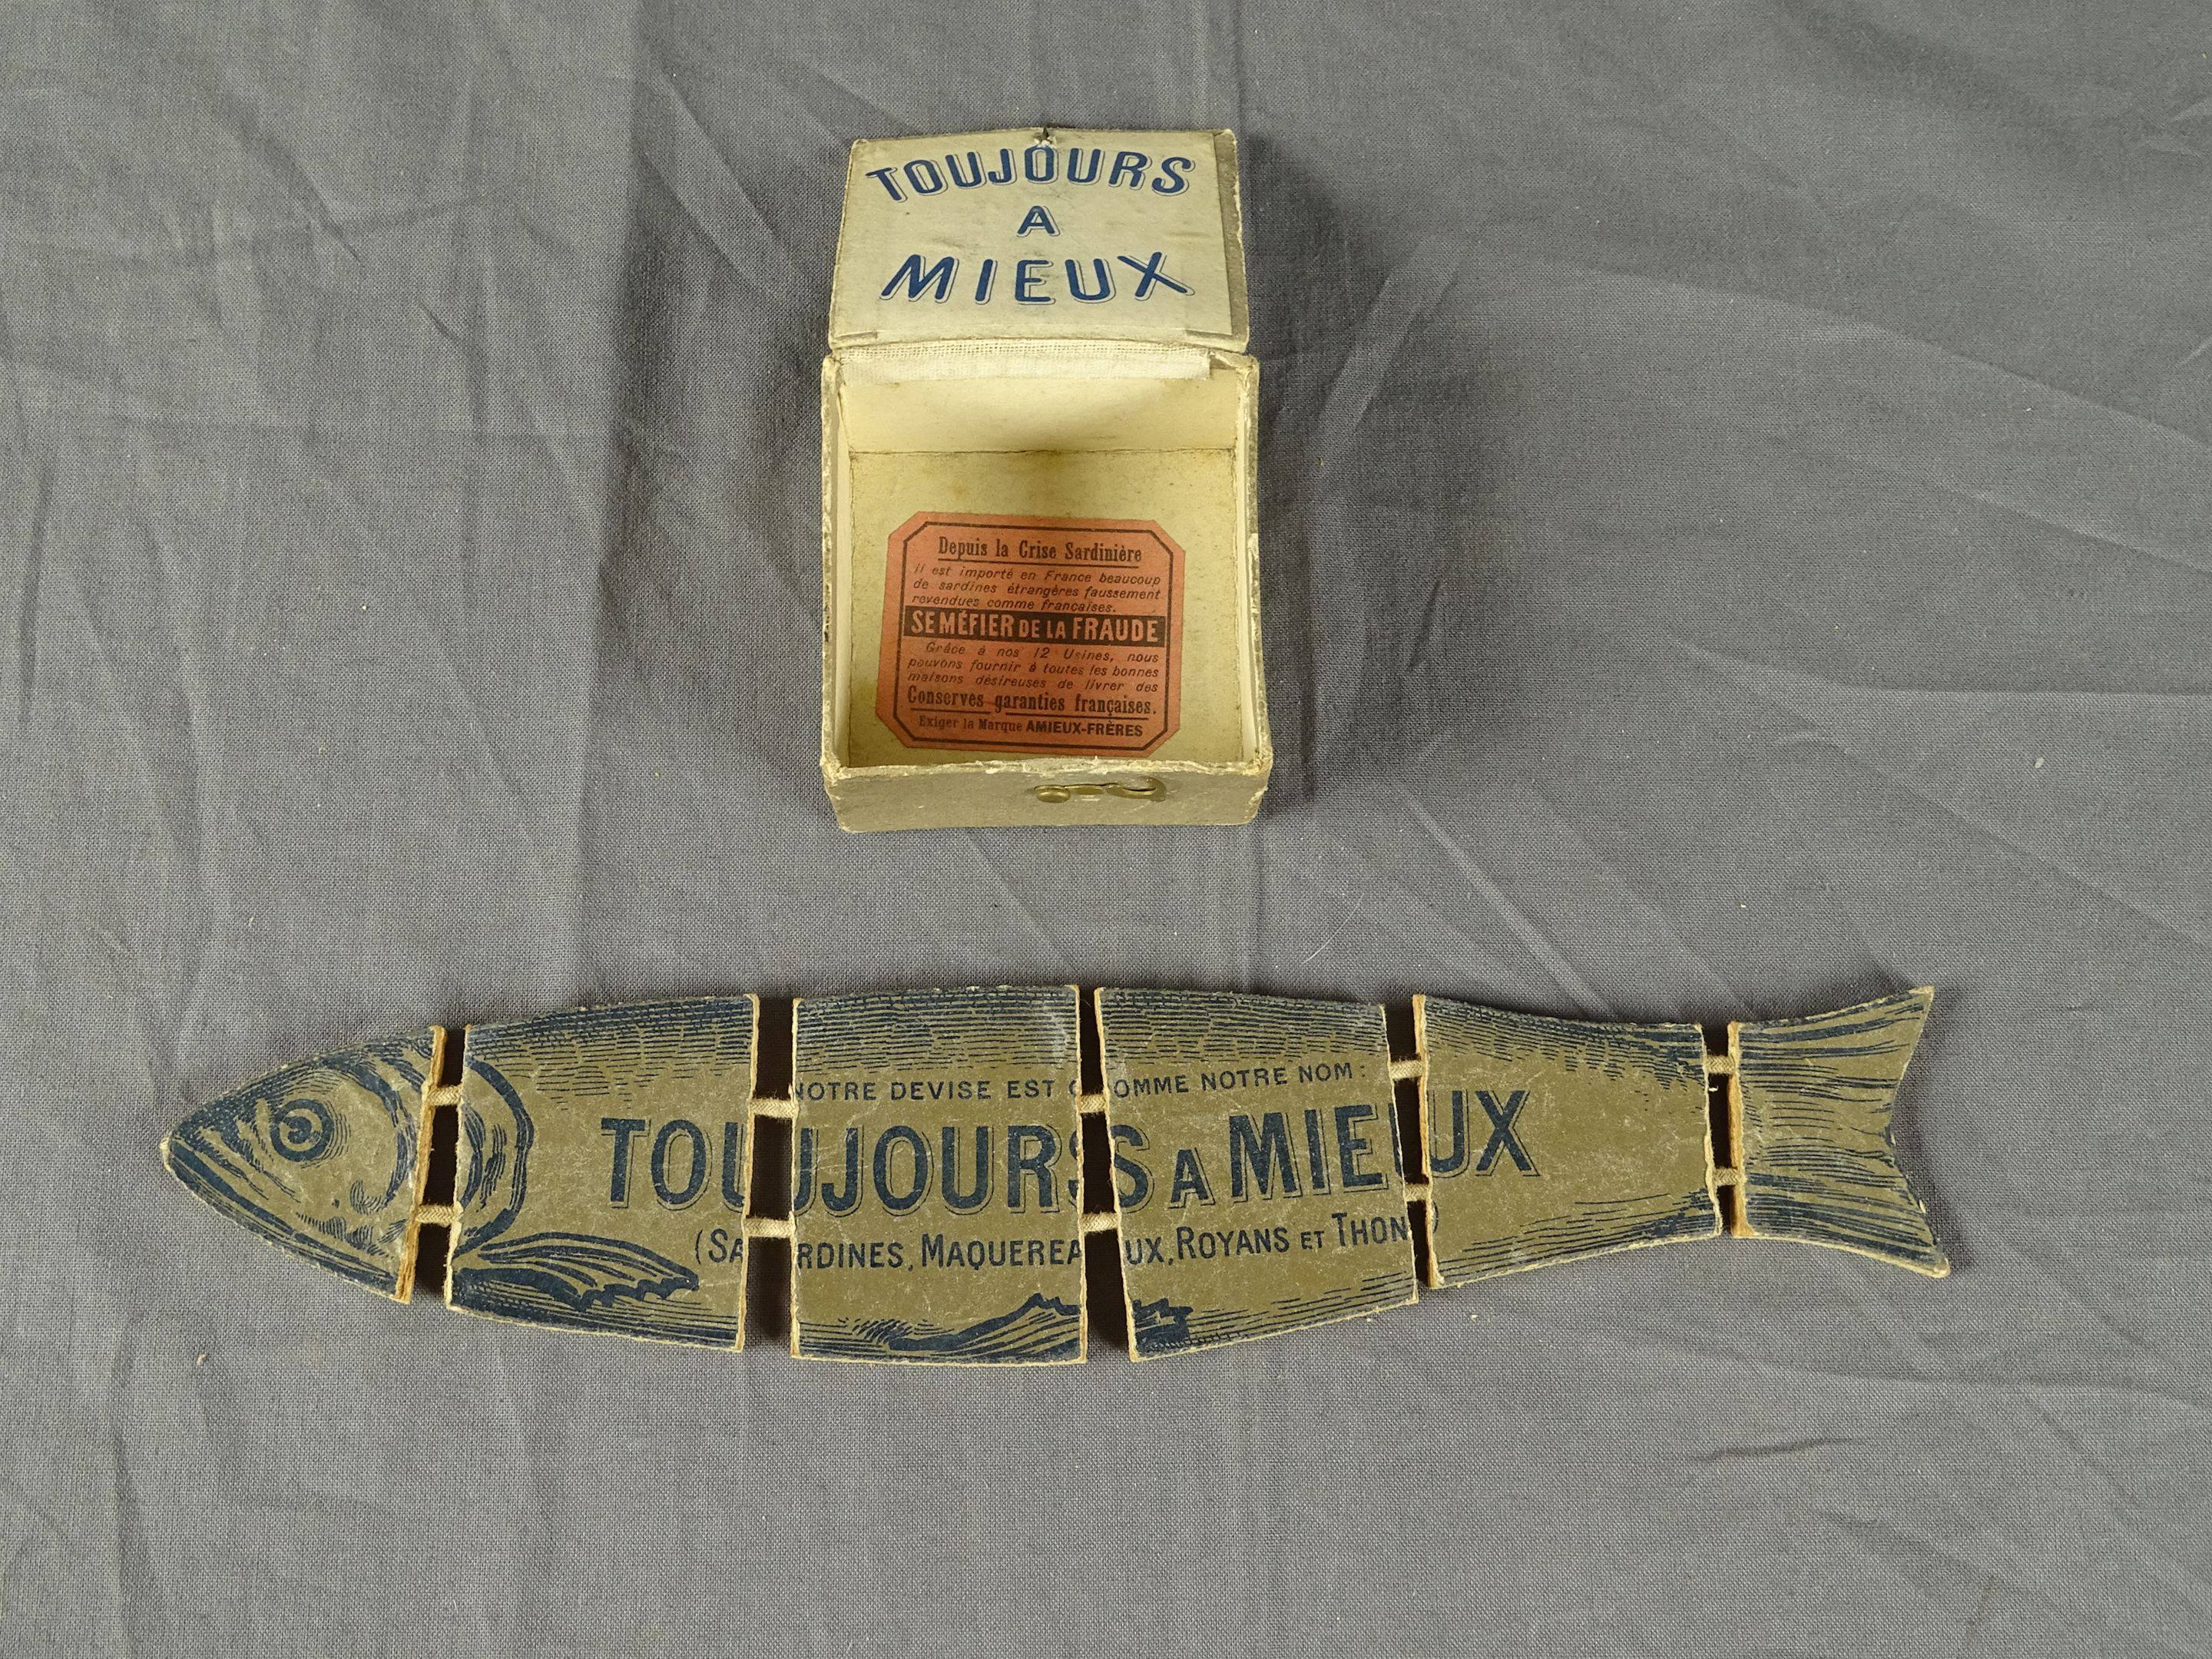 TOUJOURS
A
MIEUX
Depuis la Crise Sardinière
il est importé en France beaucoup
de sardines étrangères faussement
revendues comme françaises.
SE MÉFIER DE LA FRAUDE
Grâce à nos 12 Usines, nous
pouvons fournir à toutes les bonnes
maisons désireuses de livrer des
Conserves garanties françaises.
Exiger la Marque AMIEUX-FRÈRES
NOTRE DEVISE EST COMME NOTRE NOM:
TOUJOURS A MIEUX
(SARDINES, MAQUEREAUX, ROYANS ET THON)